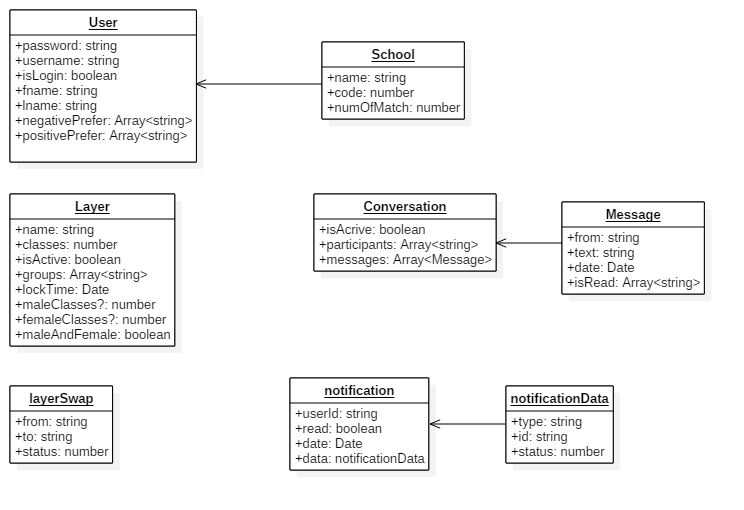 User
+password: string
+username: string
+isLogin: boolean
+fname: string
+lname: string
+negativePrefer: Array<string>
+positivePrefer: Array<string>
School
+name: string
+code: number
+numOfMatch: number
Layer
+name: string
+classes: number
+isActive: boolean
+groups: Array<string>
+lockTime: Date
+maleClasses?: number
+femaleClasses?: number
+maleAndFemale: boolean
Conversation
+isAcrive: boolean
+participants: Array<string>
+messages: Array<Message>
Message
+from: string
+text: string
+date: Date
+isRead: Array<string>
layerSwap
+from: string
+to: string
+status: number
notification
+userId: string
+read: boolean
+date: Date
+data: notificationData
notificationData
+type: string
+id: string
+status: number